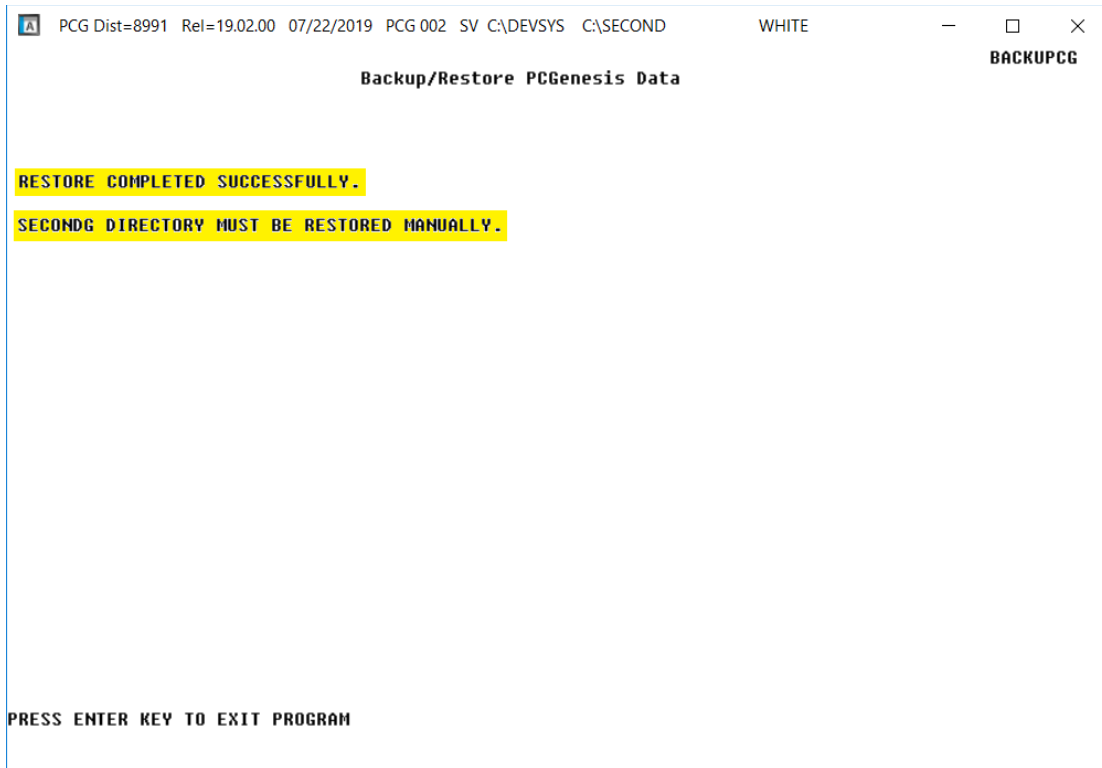 PCG Dist=8991 Rel=19.02.00 07/22/2019 PCG 002 SV C:\DEVSYS C:\SECOND WHITE
BACKUPCG
Backup/Restore PCGenesis Data
RESTORE COMPLETED SUCCESSFULLY.
SECONDG DIRECTORY MUST BE RESTORED MANUALLY.
PRESS ENTER KEY TO EXIT PROGRAM